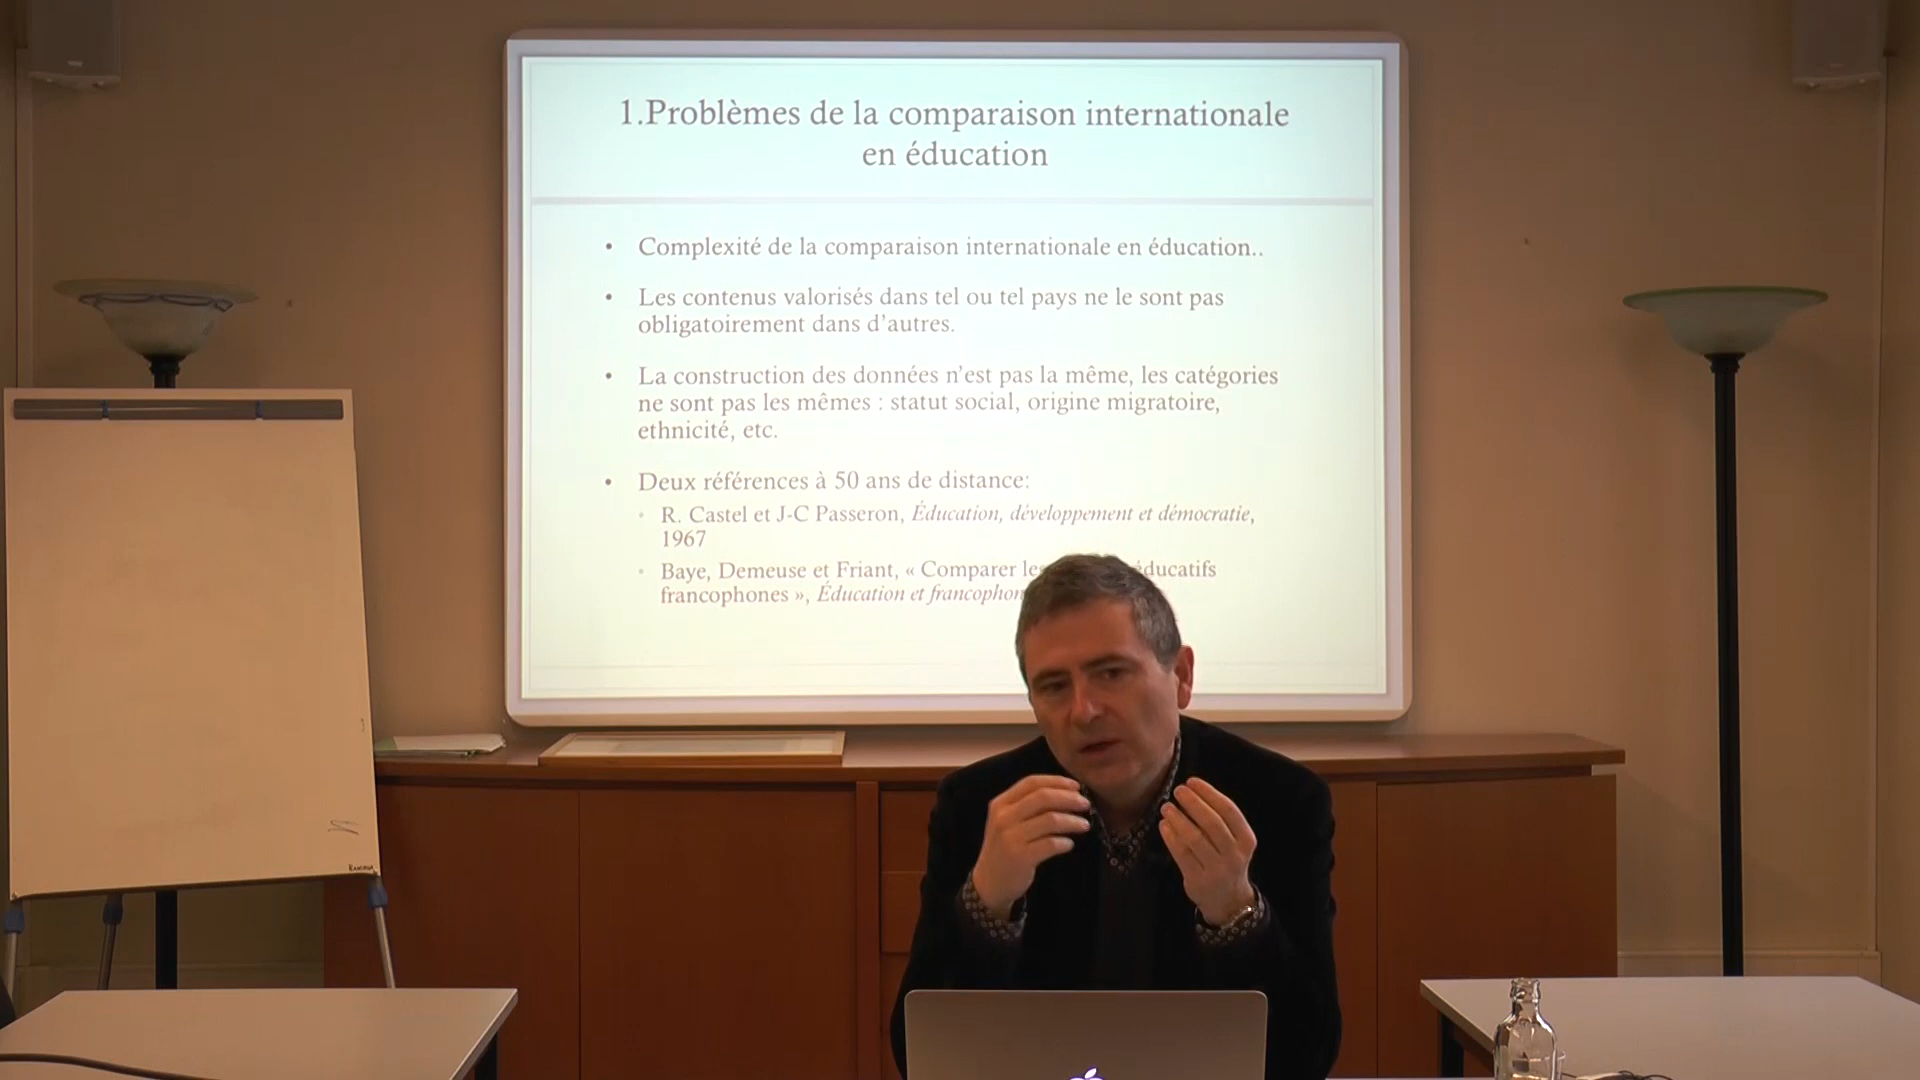 1.Problèmes de la comparaison internationale
en éducation
• Complexité de la comparaison internationale en éducation..
• Les contenus valorisés dans tel ou tel pays ne le sont pas
obligatoirement dans d’autres.
• La construction des données n’est pas la même, les catégories
ne sont pas les mêmes : statut social, origine migratoire,
ethnicité, etc.
• Deux références à 50 ans de distance:
• R. Castel et J-C Passeron, Éducation, développement et démocratie,
1967
• Baye, Demeuse et Friant, « Comparer les éducatifs
francophones », Éducation et